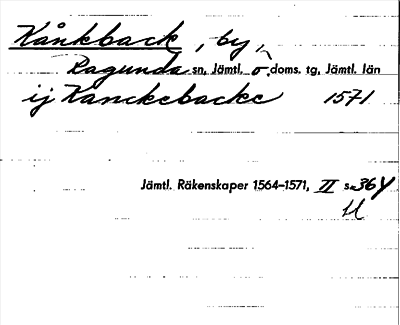 Kånkback, by,
Ragunda sn, Jämtl. ö. doms. tg, Jämtl. län
ij Kanckebacke 1571
Jämtl. Räkenskaper 1564–1571, II s. 364